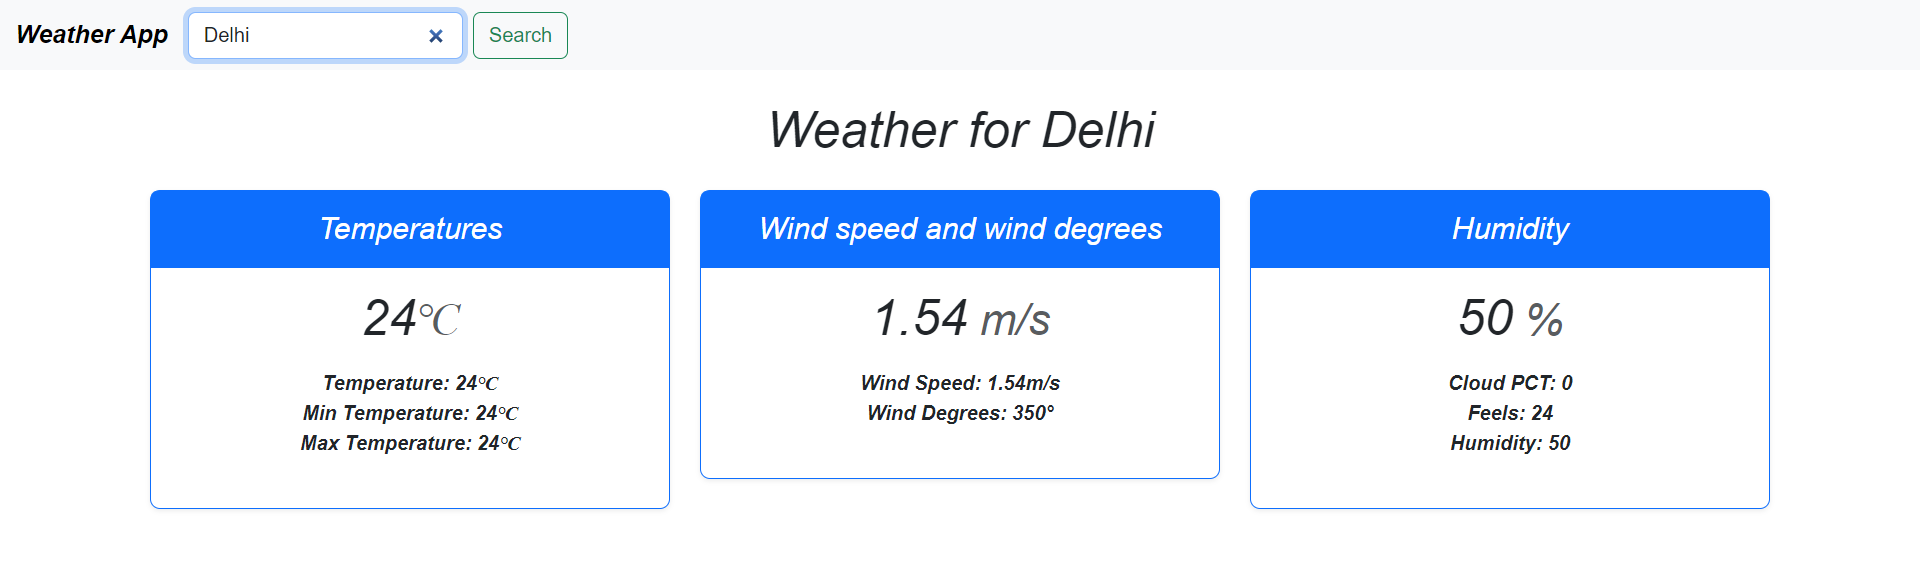 Weather App Delhi Search
Weather for Delhi
Temperatures
24℃
Temperature: 24℃
Min Temperature: 24℃
Max Temperature: 24℃
Wind speed and wind degrees
1.54 m/s
Wind Speed: 1.54m/s
Wind Degrees: 350°
Humidity
50 %
Cloud PCT: 0
Feels: 24
Humidity: 50